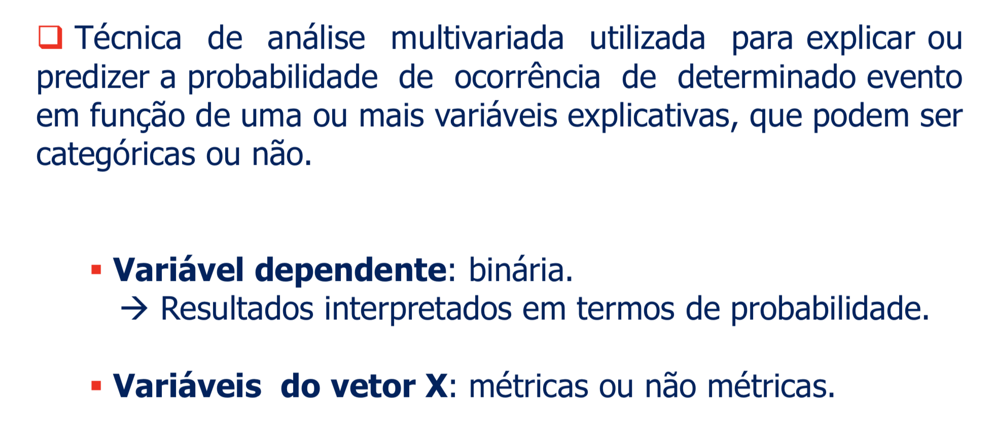 ❑ Técnica de análise multivariada utilizada para explicar ou
predizer a probabilidade de ocorrência de determinado evento
em função de uma ou mais variáveis explicativas, que podem ser
categóricas ou não.
▪ Variável dependente: binária.
→ Resultados interpretados em termos de probabilidade.
▪ Variáveis do vetor X: métricas ou não métricas.